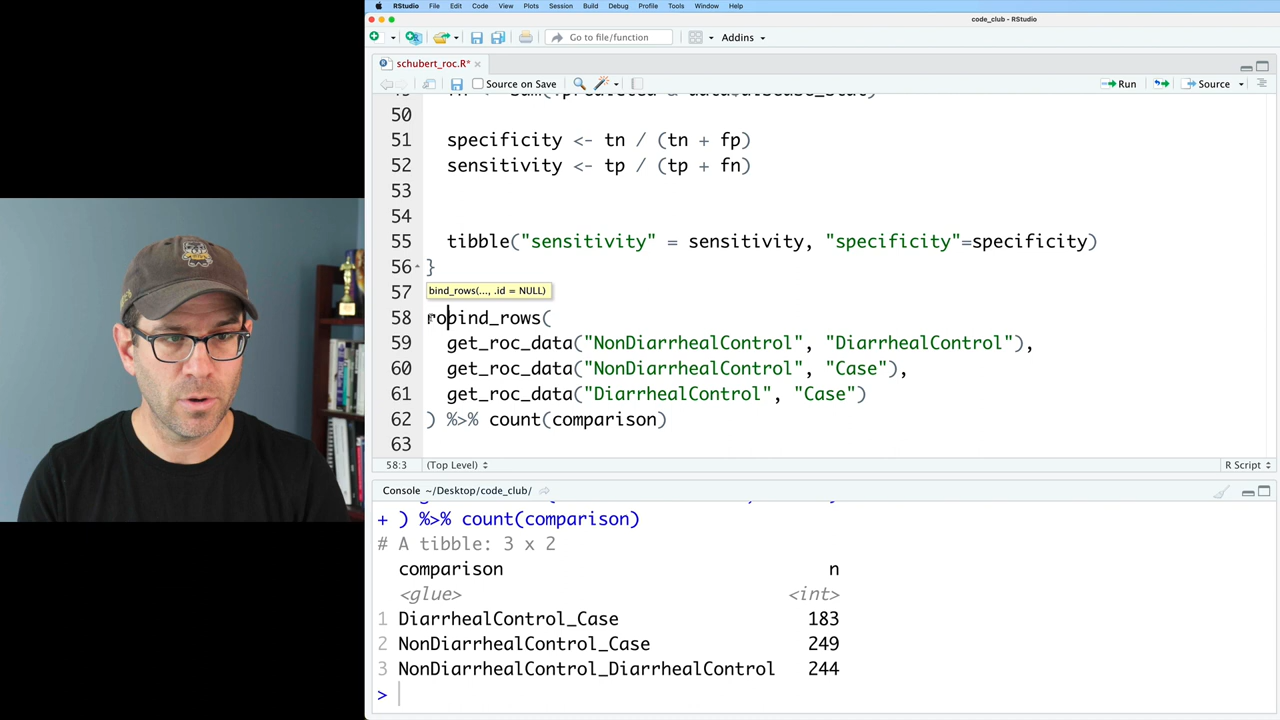 RStudio File Edit Code View Plots Session Build Debug Profile Tools Window Help
code_club - RStudio
Go to file/function Addins
schubert_roc.R*
Source on Save Run Source
50
51 specificity <- tn / (tn + fp)
52 sensitivity <- tp / (tp + fn)
53
54
55 tibble("sensitivity" = sensitivity, "specificity"=specificity)
56 }
57 bind_rows(..., .id = NULL)
58 robind_rows(
59 get_roc_data("NonDiarrhealControl", "DiarrhealControl"),
60 get_roc_data("NonDiarrhealControl", "Case"),
61 get_roc_data("DiarrhealControl", "Case")
62 ) %>% count(comparison)
63
58:3 (Top Level) R Script
Console ~/Desktop/code_club/
+ ) %>% count(comparison)
# A tibble: 3 x 2
comparison n
<glue> <int>
1 DiarrhealControl_Case 183
2 NonDiarrhealControl_Case 249
3 NonDiarrhealControl_DiarrhealControl 244
>